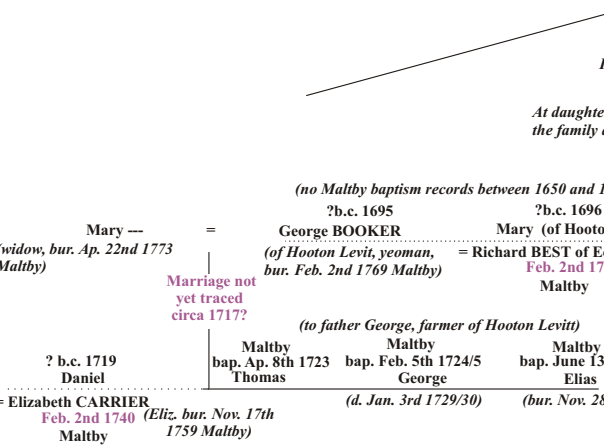 At daughte
the family
(no Maltby baptism records between 1650 and 1
?b.c. 1695
?b.c. 1696
Mary ---
=
George BOOKER
Mary (of Hooto
widow, bur. Ap. 22nd 1773
Maltby)
(of Hooton Levit, yeoman,
bur. Feb. 2nd 1769 Maltby)
= Richard BEST of E
Feb. 2nd 17
Maltby
Marriage not
yet traced
circa 1717?
(to father George, farmer of Hooton Levitt)
Maltby
bap. Ap. 8th 1723
Thomas
Maltby
bap. Feb. 5th 1724/5
George
Maltby
bap. June 13
Elias
? b.c. 1719
Daniel
= Elizabeth CARRIER
Feb. 2nd 1740
Maltby
(Eliz. bur. Nov. 17th
1759 Maltby)
(d. Jan. 3rd 1729/30)
(bur. Nov. 28